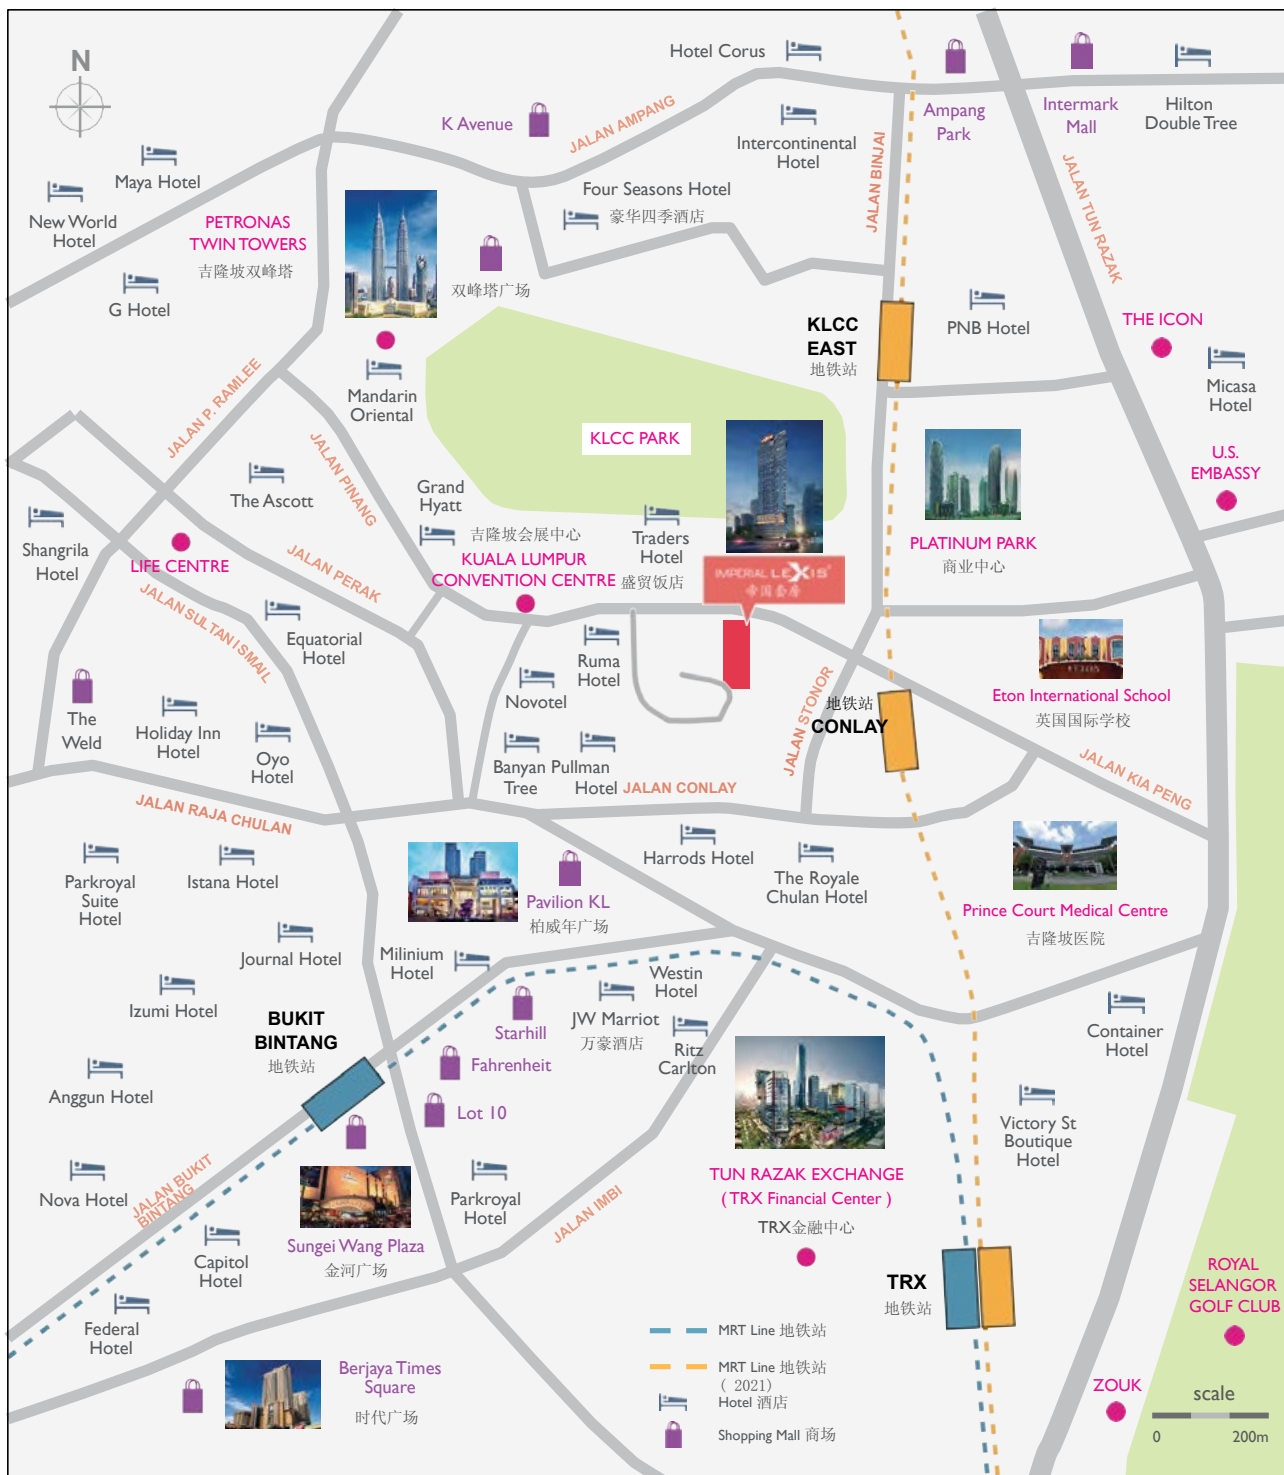 N
Hotel Corus
K Avenue
JALAN AMPANG
Intercontinental
Hotel
JALAN BINJAI
Ampang
Park
Intermark
Mall
Hilton
Double Tree
JALAN TUN RAZAK
Maya Hotel
New World
Hotel
G Hotel
PETRONAS
TWIN TOWERS
吉隆坡双峰塔
双峰塔广场
Four Seasons Hotel
豪华四季酒店
KLCC
EAST
地铁站
PNB Hotel
THE ICON
Micasa
Hotel
U.S.
EMBASSY
JALAN P. RAMLEE
Mandarin
Oriental
JALAN PINANG
KLCC PARK
The Ascott
Grand
Hyatt
吉隆坡会展中心
KUALA LUMPUR
CONVENTION CENTRE
Traders
Hotel
盛贸饭店
IMPERIAL LEXIS
帝国套房
PLATINUM PARK
商业中心
Shangrila
Hotel
LIFE CENTRE
JALAN PERAK
JALAN SULTAN ISMAIL
Equatorial
Hotel
Ruma
Hotel
Novotel
JALAN STONOR
地铁站
CONLAY
Eton International School
英国国际学校
JALAN KIA PENG
The
Weld
Holiday Inn
Hotel
Oyo
Hotel
Banyan
Tree
Pullman
Hotel
JALAN CONLAY
JALAN RAJA CHULAN
Harrods Hotel
The Royale
Chulan Hotel
Prince Court Medical Centre
吉隆坡医院
Parkroyal
Suite
Hotel
Istana Hotel
Pavilion KL
柏威年广场
Journal Hotel
Milinium
Hotel
Izumi Hotel
BUKIT
BINTANG
地铁站
Starhill
Westin
Hotel
JW Marriot
万豪酒店
Ritz
Carlton
Container
Hotel
Fahrenheit
Lot 10
Anggun Hotel
Victory St
Boutique
Hotel
Nova Hotel
JALAN BUKIT
BINTANG
Parkroyal
Hotel
JALAN IMBI
TUN RAZAK EXCHANGE
( TRX Financial Center )
TRX金融中心
Capitol
Hotel
Sungei Wang Plaza
金河广场
TRX
地铁站
ROYAL
SELANGOR
GOLF CLUB
Federal
Hotel
Berjaya Times
Square
时代广场
MRT Line 地铁站
MRT Line 地铁站
( 2021)
Hotel 酒店
Shopping Mall 商场
ZOUK
scale
0 200m